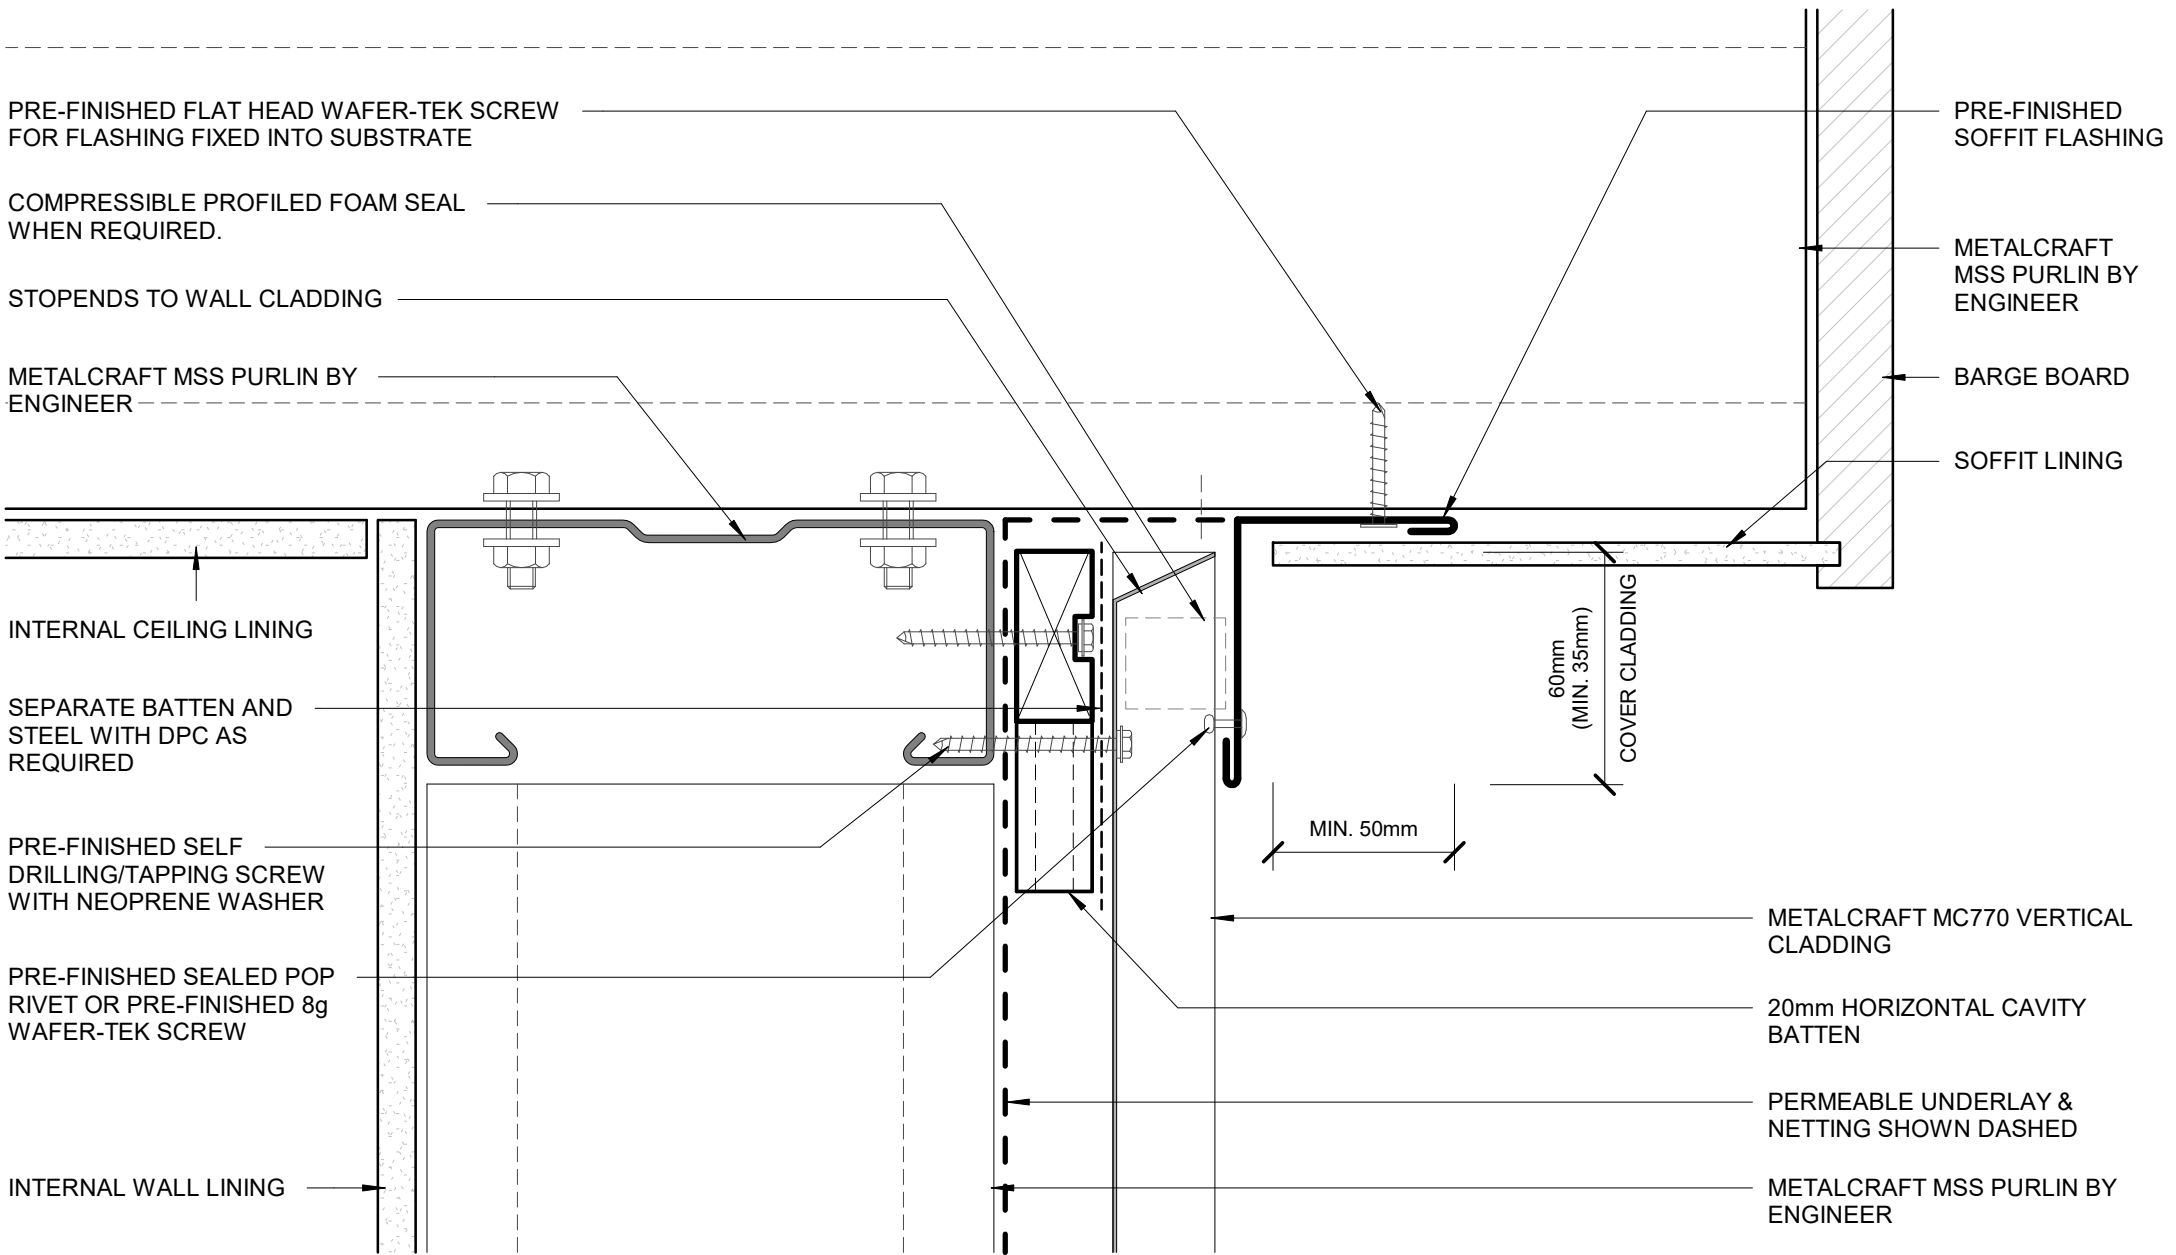 PRE-FINISHED FLAT HEAD WAFER-TEK SCREW
FOR FLASHING FIXED INTO SUBSTRATE
COMPRESSIBLE PROFILED FOAM SEAL
WHEN REQUIRED.
STOPENDS TO WALL CLADDING
METALCRAFT MSS PURLIN BY
ENGINEER
INTERNAL CEILING LINING
SEPARATE BATTEN AND
STEEL WITH DPC AS
REQUIRED
PRE-FINISHED SELF
DRILLING/TAPPING SCREW
WITH NEOPRENE WASHER
PRE-FINISHED SEALED POP
RIVET OR PRE-FINISHED 8g
WAFER-TEK SCREW
INTERNAL WALL LINING
60mm
(MIN. 35mm)
COVER CLADDING
MIN. 50mm
PRE-FINISHED
SOFFIT FLASHING
METALCRAFT
MSS PURLIN BY
ENGINEER
BARGE BOARD
SOFFIT LINING
METALCRAFT MC770 VERTICAL
CLADDING
20mm HORIZONTAL CAVITY
BATTEN
PERMEABLE UNDERLAY &
NETTING SHOWN DASHED
METALCRAFT MSS PURLIN BY
ENGINEER